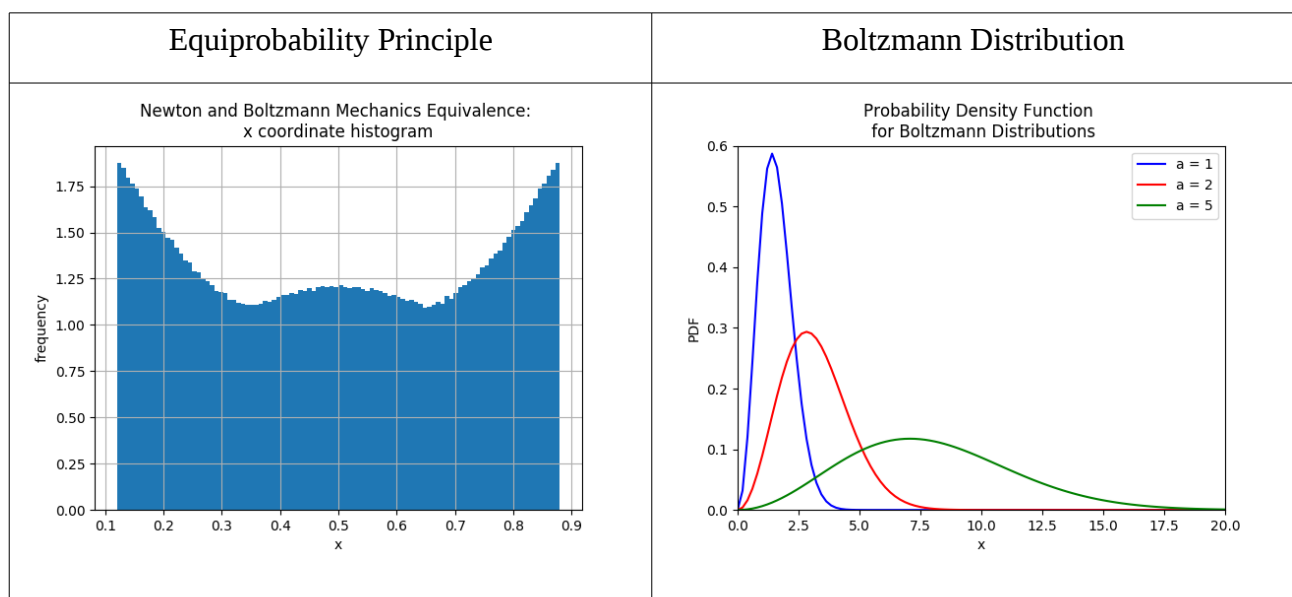 Equiprobability Principle
Boltzmann Distribution
Newton and Boltzmann Mechanics Equivalence:
x coordinate histogram
frequency
1.75
1.50
1.25
1.00
0.75
0.50
0.25
0.00
0.1 0.2 0.3 0.4 0.5 0.6 0.7 0.8 0.9
x
Probability Density Function
for Boltzmann Distributions
PDF
0.6
0.5
0.4
0.3
0.2
0.1
0.0
a = 1
a = 2
a = 5
0.0 2.5 5.0 7.5 10.0 12.5 15.0 17.5 20.0
x